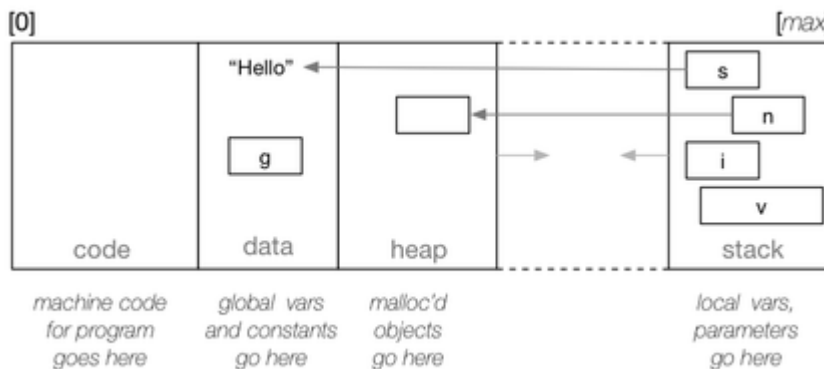 [0]
[max
“Hello”
s
n
g
i
v
code
data
heap
stack
machine code
for program
goes here
global vars
and constants
go here
malloc'd
objects
go here
local vars,
parameters
go here